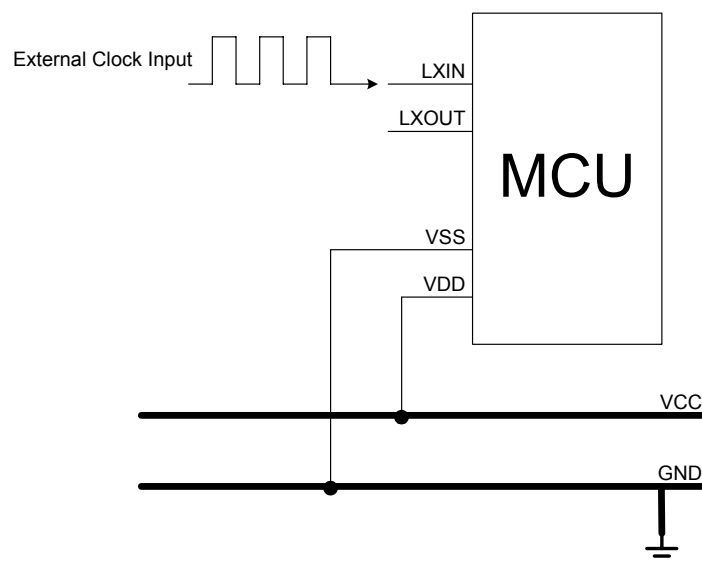 External Clock Input
LXIN
LXOUT
MCU
VSS
VDD
VCC
GND